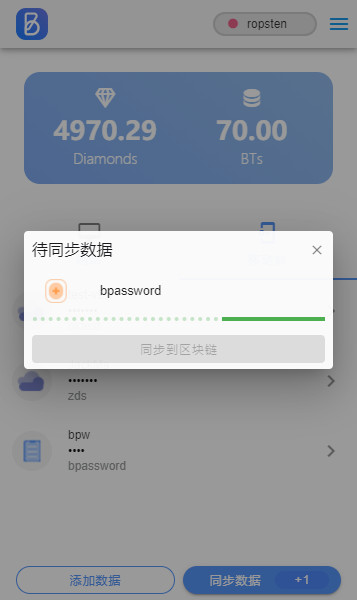 ropsten
4970.29
70.00
Diamonds
BTs
待同步数据
bpassword
同步到区块链
•••••••
zds
bpw
••••
bpassword
添加数据
同步数据
+1